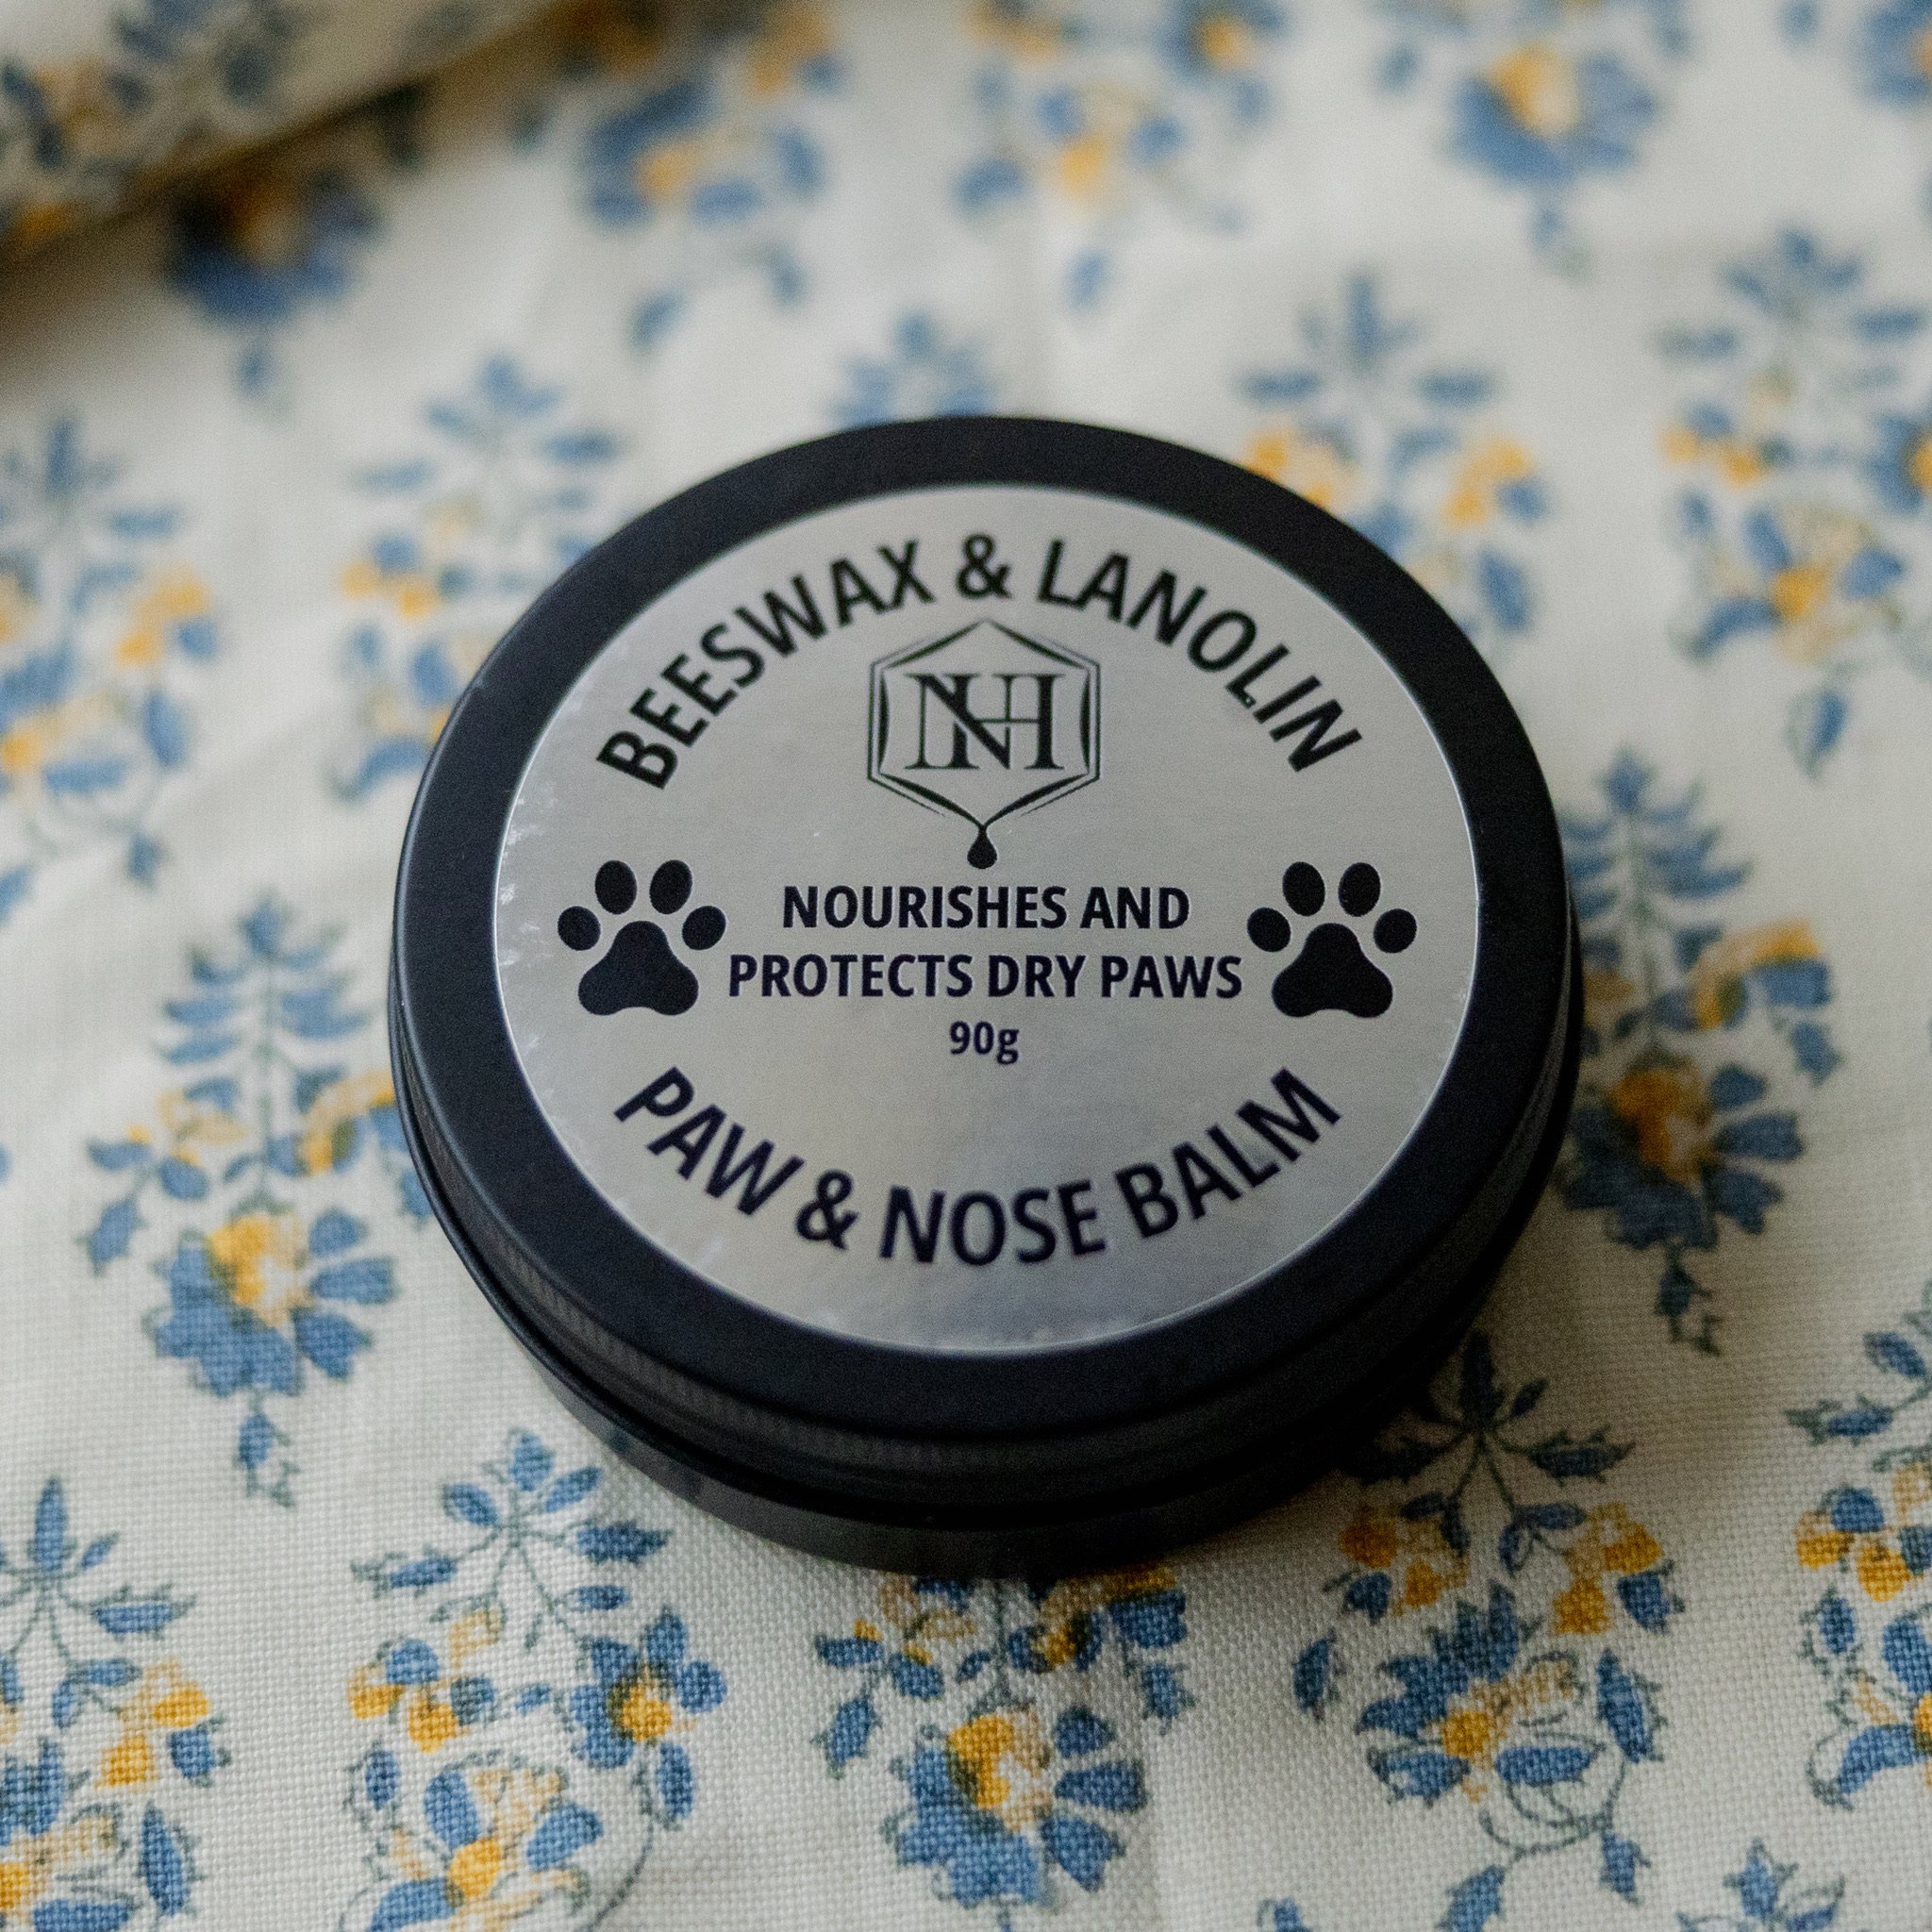 BEESWAX & LANOLIN
NH
NOURISHES AND
PROTECTS DRY PAWS
90g
PAW & NOSE BALM